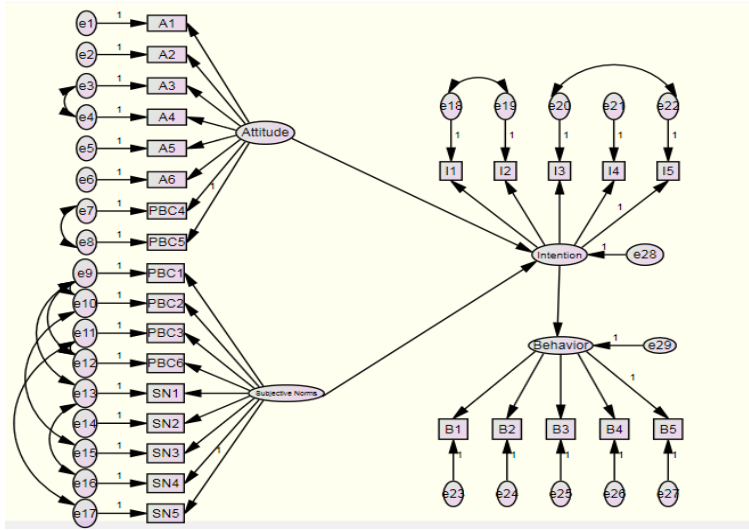 e1 1 A1
e2 1 A2
e3 1 A3
e4 1 A4
e5 1 A5
e6 1 A6
e7 1 PBC4
e8 1 PBC5
1
Attitude
e9 1 PBC1
e10 1 PBC2
e11 1 PBC3
e12 1 PBC6
e13 1 SN1
e14 1 SN2
e15 1 SN3
e16 1 SN4
e17 1 SN5
1
Subjective Norms
e18 e19 e20 e21 e22
1 1 1 1 1
I1 I2 I3 I4 I5
1
Intention 1 e28
Behavior 1 e29
1
B1 B2 B3 B4 B5
1 1 1 1 1
e23 e24 e25 e26 e27